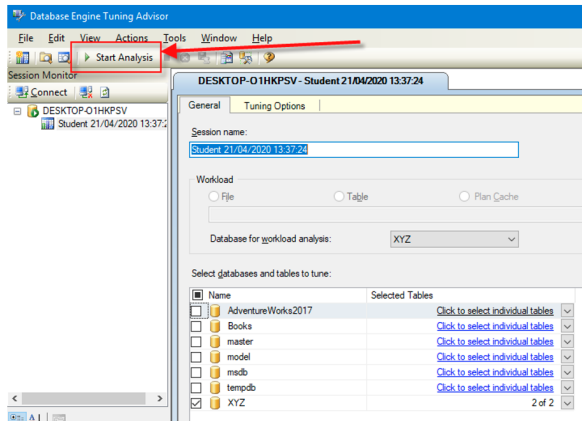 Database Engine Tuning Advisor
File Edit View Actions Tools Window Help
Start Analysis
Session Monitor
Connect
DESKTOP-O1HKPSV
Student 21/04/2020 13:37:2
DESKTOP-O1HKPSV - Student 21/04/2020 13:37:24
General Tuning Options
Session name:
Student 21/04/2020 13:37:24
Workload
File Table Plan Cache
Database for workload analysis: XYZ
Select databases and tables to tune:
Name Selected Tables
AdventureWorks2017 Click to select individual tables
Books Click to select individual tables
master Click to select individual tables
model Click to select individual tables
msdb Click to select individual tables
tempdb Click to select individual tables
XYZ 2 of 2